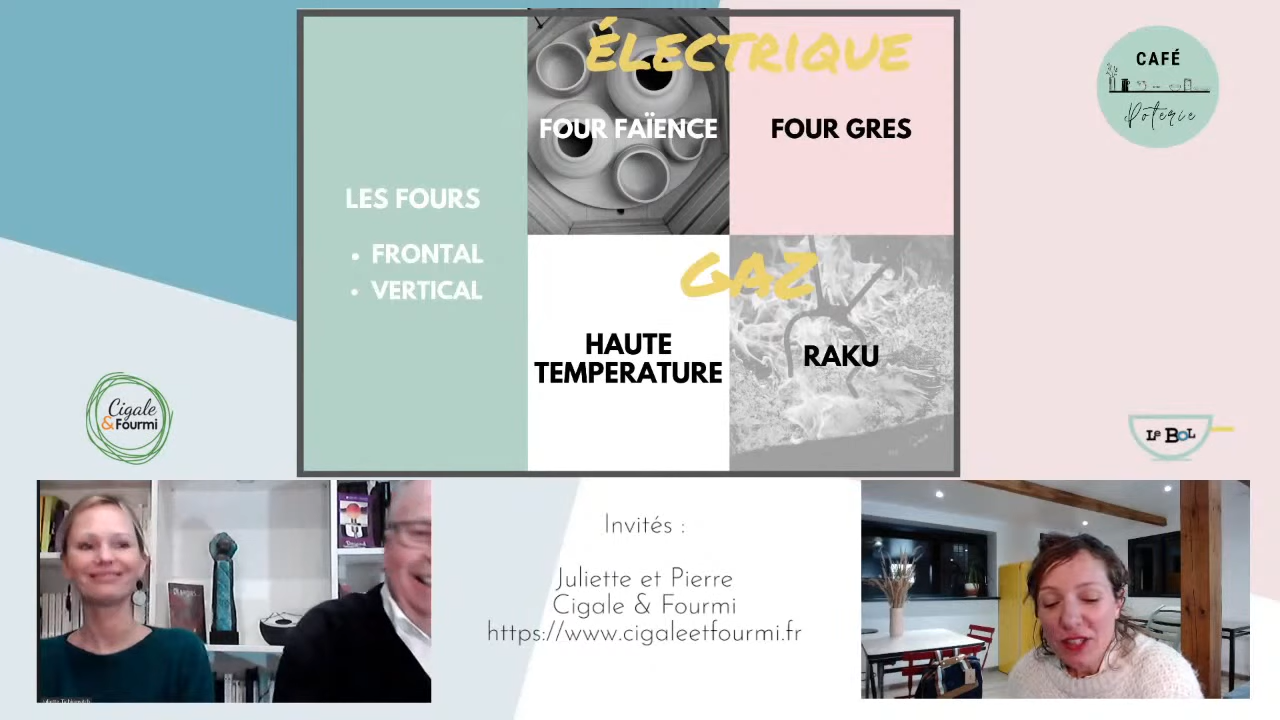 ÉLECTRIQUE
FOUR FAÏENCE
FOUR GRES
LES FOURS
• FRONTAL
• VERTICAL
GAZ
HAUTE
TEMPERATURE
RAKU
CAFÉ
Poterie
Cigale
&Fourmi
Le BoL
Invités :
Juliette et Pierre
Cigale & Fourmi
https://www.cigaleetfourmi.fr